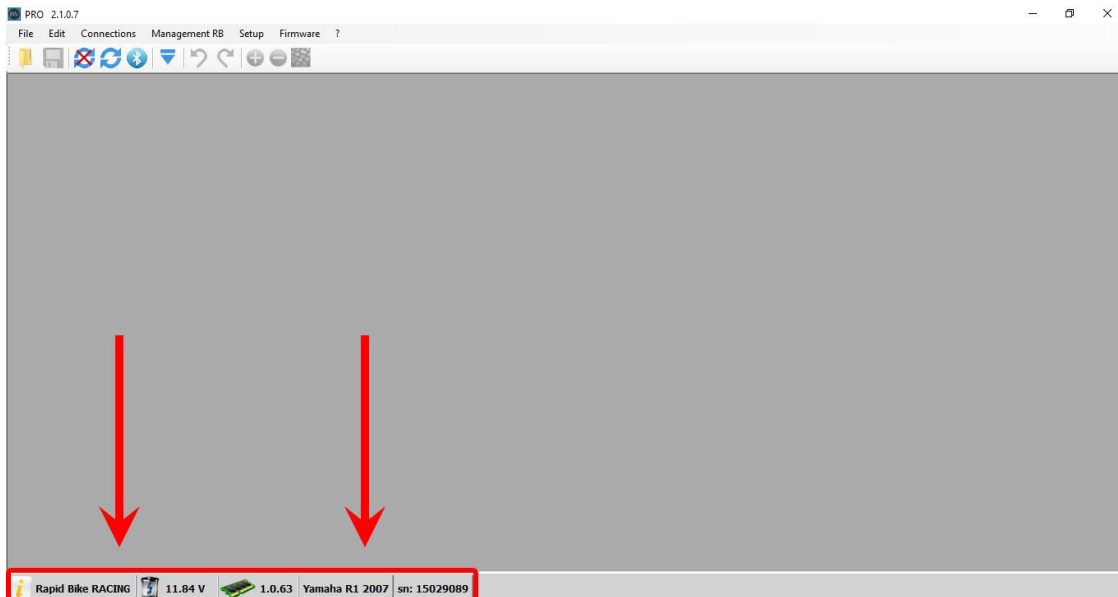 PRO 2.1.0.7
File Edit Connections Management RB Setup Firmware ?
Rapid Bike RACING 11.84 V 1.0.63 Yamaha R1 2007 sn: 15029089